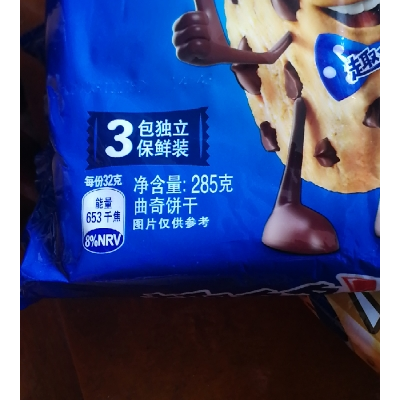 趣
3包独立
保鲜装
每份32克
能量
653千焦
8%NRV
净含量: 285克
曲奇饼干
图片仅供参考